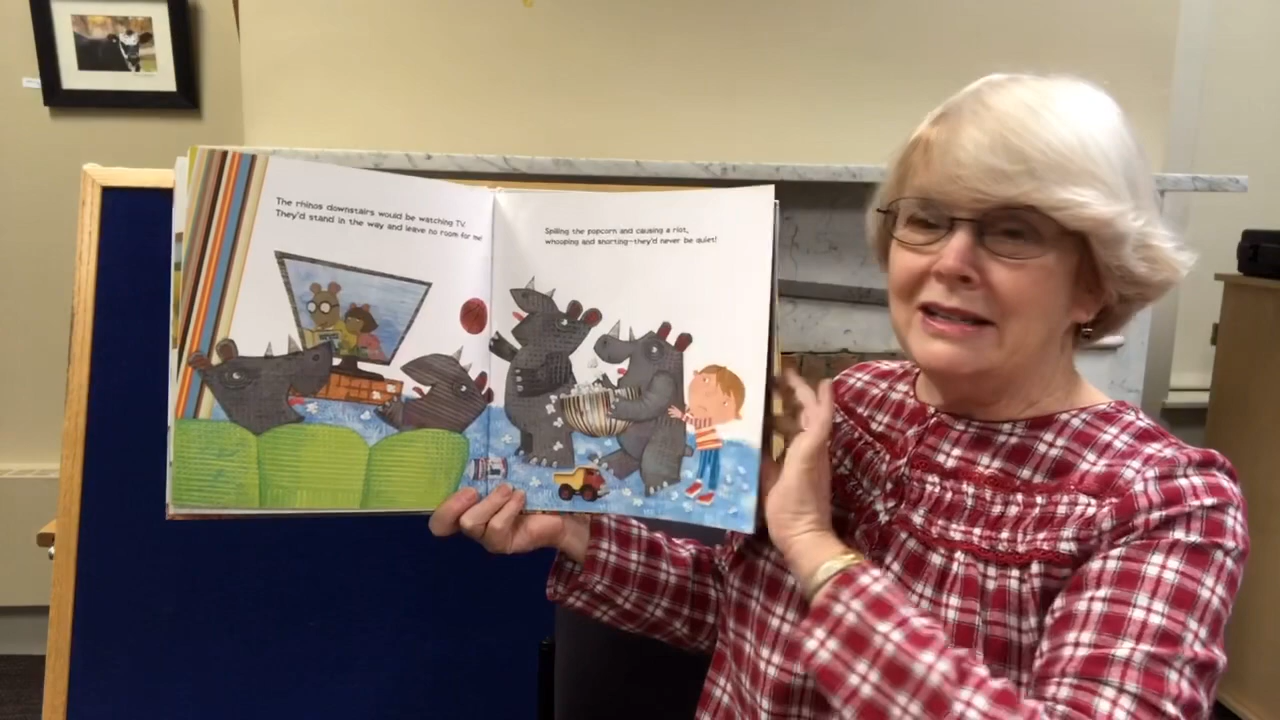 The rhinos downstairs would be watching TV.
They'd stand in the way and leave no room for me
Spilling the popcorn and causing a riot,
whooping and snorting—they'd never be quiet!